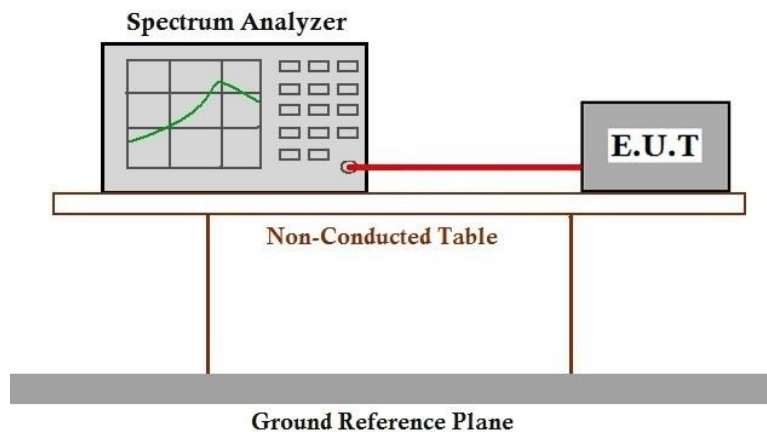 Spectrum Analyzer
E.U.T
Non-Conducted Table
Ground Reference Plane